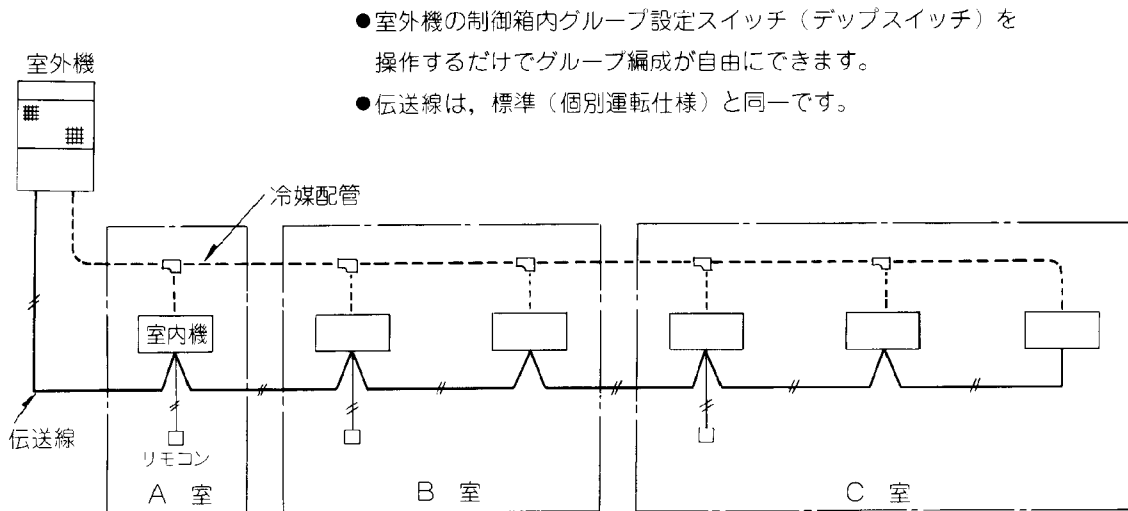 ●室外機の制御箱内グループ設定スイッチ（デップスイッチ）を
操作するだけでグループ編成が自由にできます。
●伝送線は，標準（個別運転仕様）と同一です。
室外機
冷媒配管
室内機
伝送線
リモコン
A 室
B 室
C 室